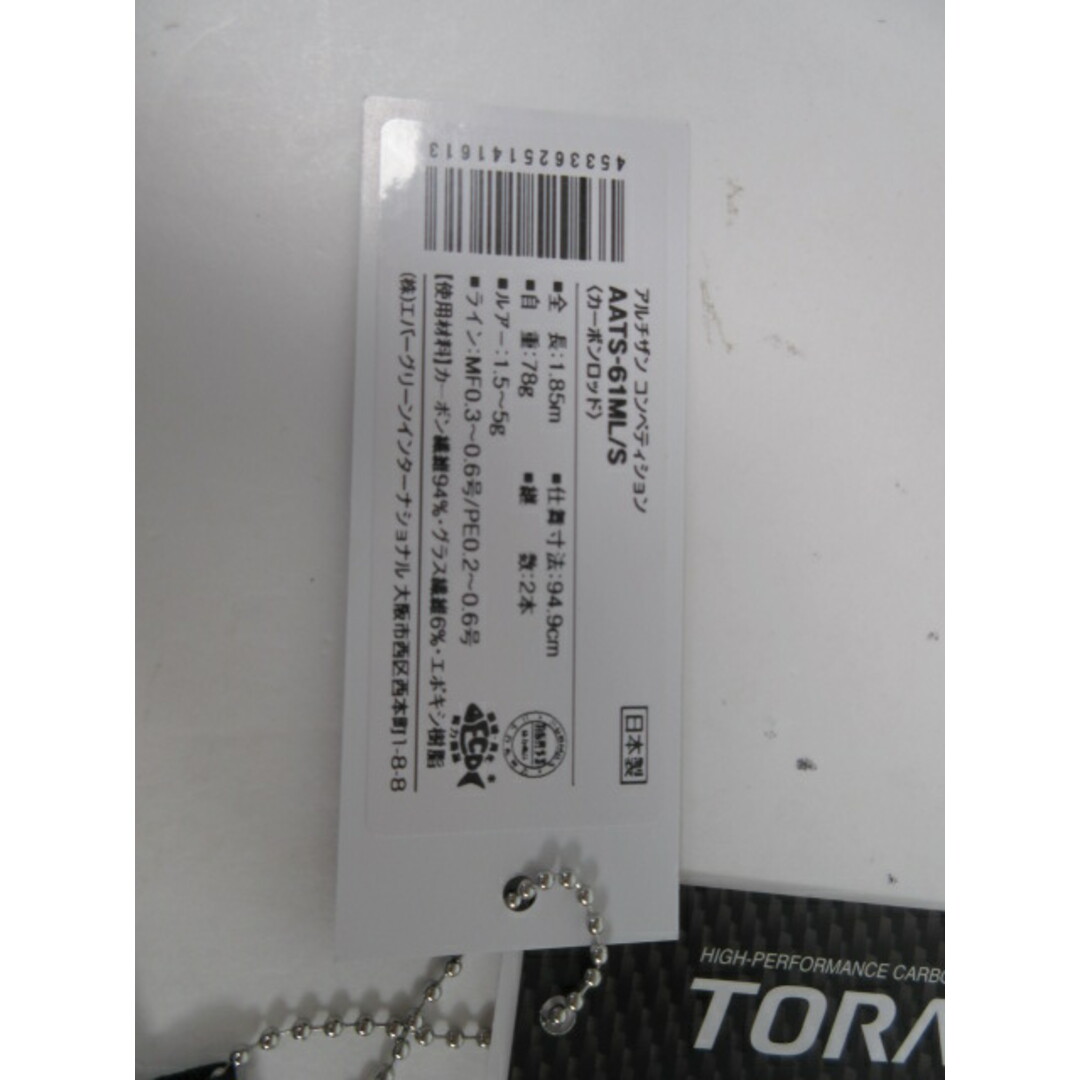 アルチザン コンペティション
AATS-61ML/S
〈カーボンロッド〉
日本製
■全 長:1.85m ■仕舞寸法:94.9cm
■自 重:78g ■継 数:2本
■ルアー:1.5～5g
■ライン:MF0.3～0.6号/PE0.2～0.6号
【使用材料】カーボン繊維94%・グラス繊維6%・エポキシ樹脂
(株)エバーグリーンインターナショナル 大阪市西区西本町1-8-8
4533625141613
ECO
HIGH-PERFORMANCE CARBO
TORA